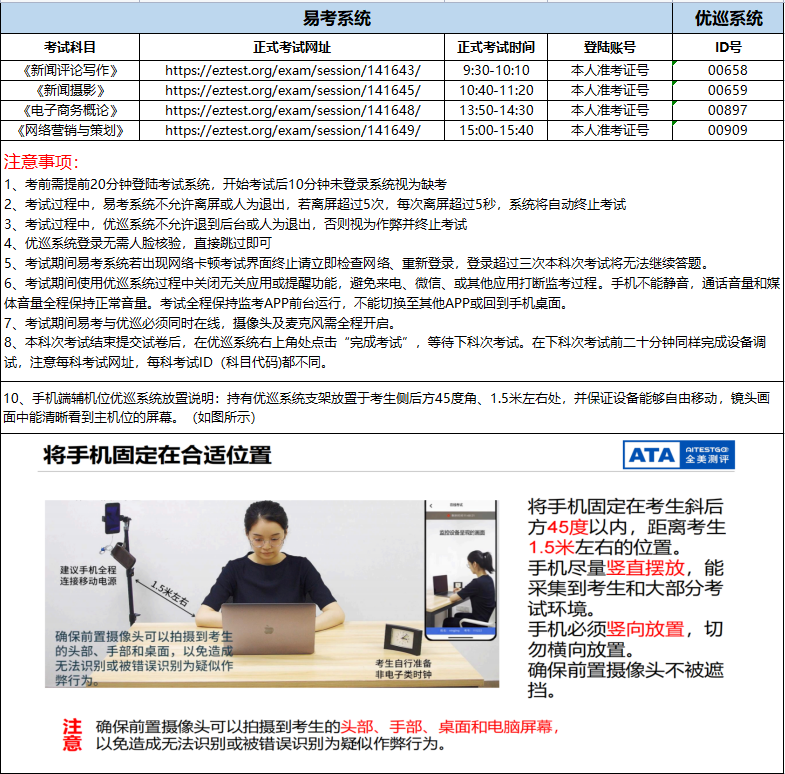 易考系统 优巡系统
考试科目 正式考试网址 正式考试时间 登陆账号 ID号
《新闻评论写作》 https://eztest.org/exam/session/141643/ 9:30-10:10 本人准考证号 00658
《新闻摄影》 https://eztest.org/exam/session/141645/ 10:40-11:20 本人准考证号 00659
《电子商务概论》 https://eztest.org/exam/session/141648/ 13:50-14:30 本人准考证号 00897
《网络营销与策划》 https://eztest.org/exam/session/141649/ 15:00-15:40 本人准考证号 00909
注意事项：
1、考前需提前20分钟登陆考试系统，开始考试后10分钟未登录系统视为缺考
2、考试过程中，易考系统不允许离屏或人为退出，若离屏超过5次，每次离屏超过5秒，系统将自动终止考试
3、考试过程中，优巡系统不允许退到后台或人为退出，否则视为作弊并终止考试
4、优巡系统登录无需人脸核验，直接跳过即可
5、考试期间易考系统若出现网络卡顿考试界面终止请立即检查网络、重新登录，登录超过三次本科次考试将无法继续答题。
6、考试期间使用优巡系统过程中关闭无关应用或提醒功能，避免来电、微信、或其他应用打断监考过程。手机不能静音，通话音量和媒
体音量全程保持正常音量。考试全程保持监考APP前台运行，不能切换至其他APP或回到手机桌面。
7、考试期间易考与优巡必须同时在线，摄像头及麦克风需全程开启。
8、本科次考试结束提交试卷后，在优巡系统右上角处点击“完成考试”，等待下科次考试。在下科次考试前二十分钟同样完成设备调
试，注意每科考试网址，每科考试ID（科目代码)都不同。
10、手机端辅机位优巡系统放置说明：持有优巡系统支架放置于考生侧后方45度角、1.5米左右处，并保证设备能够自由移动，镜头画
面中能清晰看到主机位的屏幕。（如图所示）
将手机固定在合适位置
ATA AITESTGO!
全美测评
监控设备呈现的画面
建议手机全程
连接移动电源
1.5米左右
确保前置摄像头可以拍摄到考生
的头部、手部和桌面，以免造成
无法识别或被错误识别为疑似作
弊行为。
考生自行准备
非电子类时钟
将手机固定在考生斜后
方45度以内，距离考生
1.5米左右的位置。
手机尽量竖直摆放，能
采集到考生和大部分考
试环境。
手机必须竖向放置，切
勿横向放置。
确保前置摄像头不被遮
挡。
注意
确保前置摄像头可以拍摄到考生的头部、手部、桌面和电脑屏幕，
以免造成无法识别或被错误识别为疑似作弊行为。